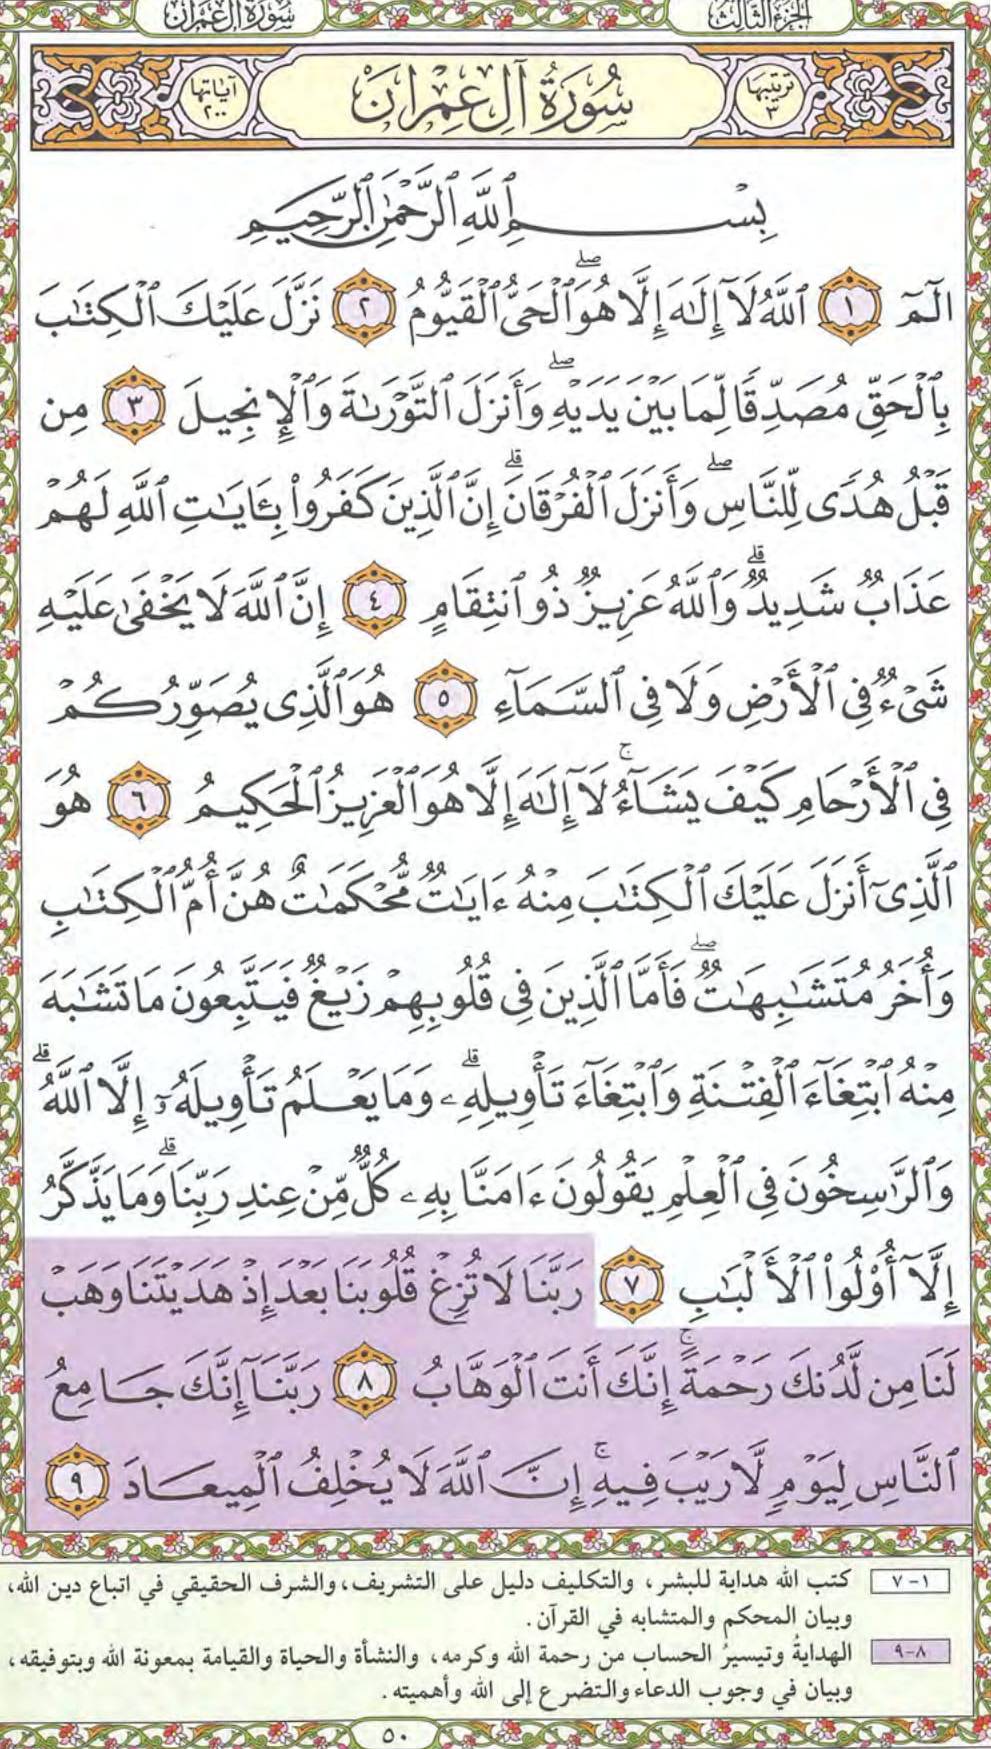 سُورَةُ آلِ عِمْرَانَ الجُزْءُ الثَّالِثُ
ترتيبها ٣ سُورَةُ آلِ عِمْرَانَ آياتها ٢٠٠
بِسْمِ ٱللَّهِ ٱلرَّحْمَٰنِ ٱلرَّحِيمِ
الٓمٓ ١ ٱللَّهُ لَآ إِلَٰهَ إِلَّا هُوَ ۖ ٱلْحَىُّ ٱلْقَيُّومُ ٢ نَزَّلَ عَلَيْكَ ٱلْكِتَٰبَ
بِٱلْحَقِّ مُصَدِّقًا لِّمَا بَيْنَ يَدَيْهِ ۖ وَأَنزَلَ ٱلتَّوْرَىٰةَ وَٱلْإِنجِيلَ ٣ مِن
قَبْلُ هُدًى لِّلنَّاسِ ۖ وَأَنزَلَ ٱلْفُرْقَانَ ۗ إِنَّ ٱلَّذِينَ كَفَرُوا۟ بِـَٔايَٰتِ ٱللَّهِ لَهُمْ
عَذَابٌ شَدِيدٌ ۗ وَٱللَّهُ عَزِيزٌ ذُو ٱنتِقَامٍ ٤ إِنَّ ٱللَّهَ لَا يَخْفَىٰ عَلَيْهِ
شَىْءٌ فِى ٱلْأَرْضِ وَلَا فِى ٱلسَّمَآءِ ٥ هُوَ ٱلَّذِى يُصَوِّرُكُمْ
فِى ٱلْأَرْحَامِ كَيْفَ يَشَآءُ ۚ لَآ إِلَٰهَ إِلَّا هُوَ ٱلْعَزِيزُ ٱلْحَكِيمُ ٦ هُوَ
ٱلَّذِىٓ أَنزَلَ عَلَيْكَ ٱلْكِتَٰبَ مِنْهُ ءَايَٰتٌ مُّحْكَمَٰتٌ هُنَّ أُمُّ ٱلْكِتَٰبِ
وَأُخَرُ مُتَشَٰبِهَٰتٌ ۖ فَأَمَّا ٱلَّذِينَ فِى قُلُوبِهِمْ زَيْغٌ فَيَتَّبِعُونَ مَا تَشَٰبَهَ
مِنْهُ ٱبْتِغَآءَ ٱلْفِتْنَةِ وَٱبْتِغَآءَ تَأْوِيلِهِۦ ۗ وَمَا يَعْلَمُ تَأْوِيلَهُۥٓ إِلَّا ٱللَّهُ ۗ
وَٱلرَّٰسِخُونَ فِى ٱلْعِلْمِ يَقُولُونَ ءَامَنَّا بِهِۦ كُلٌّ مِّنْ عِندِ رَبِّنَا ۗ وَمَا يَذَّكَّرُ
إِلَّآ أُو۟لُوا۟ ٱلْأَلْبَٰبِ ٧ رَبَّنَا لَا تُزِغْ قُلُوبَنَا بَعْدَ إِذْ هَدَيْتَنَا وَهَبْ
لَنَا مِن لَّدُنكَ رَحْمَةً ۚ إِنَّكَ أَنتَ ٱلْوَهَّابُ ٨ رَبَّنَآ إِنَّكَ جَامِعُ
ٱلنَّاسِ لِيَوْمٍ لَّا رَيْبَ فِيهِ ۚ إِنَّ ٱللَّهَ لَا يُخْلِفُ ٱلْمِيعَادَ ٩
١-٧ كتب الله هداية للبشر، والتكليف دليل على التشريف، والشرف الحقيقي في اتباع دين الله،
وبيان المحكم والمتشابه في القرآن.
٨-٩ الهدايةُ وتيسيرُ الحساب من رحمة الله وكرمه، والنشأة والحياة والقيامة بمعونة الله وبتوفيقه،
وبيان في وجوب الدعاء والتضرع إلى الله وأهميته.
٥٠